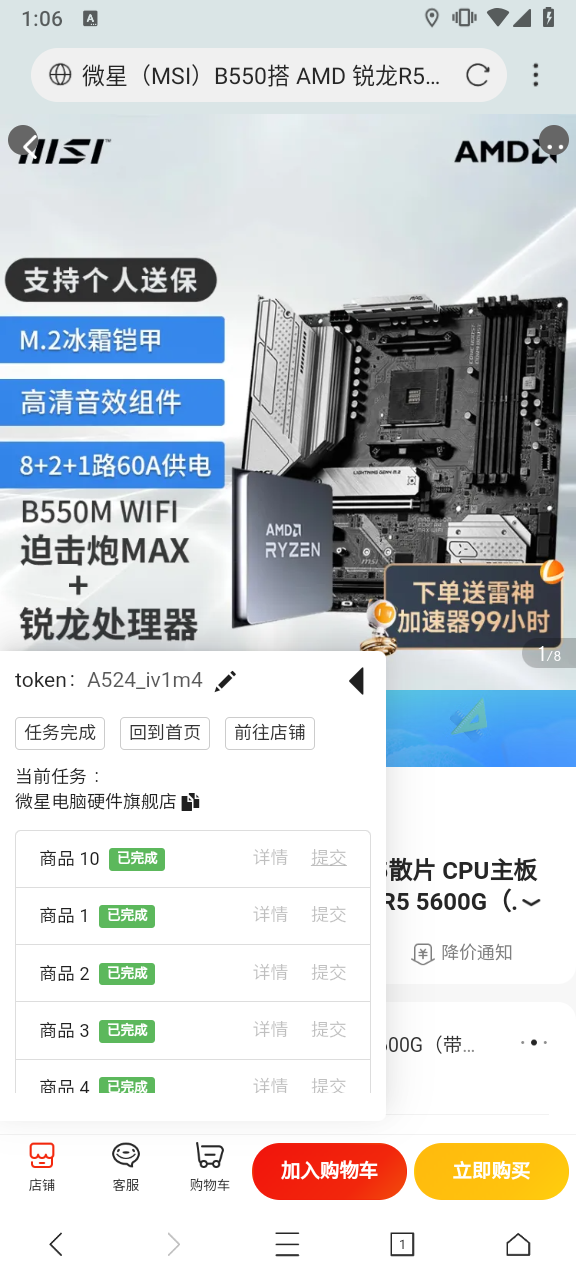 1:06
微星（MSI）B550搭 AMD 锐龙R5...
msi
AMD
支持个人送保
M.2冰霜铠甲
高清音效组件
8+2+1路60A供电
B550M WIFI
迫击炮MAX
+
锐龙处理器
LIGHTNING GEN4 M.2
AMD
RYZEN
msi
下单送雷神
加速器99小时
1/8
token： A524_iv1m4
任务完成 回到首页 前往店铺
当前任务：
微星电脑硬件旗舰店
商品 10 已完成 详情 提交
商品 1 已完成 详情 提交
商品 2 已完成 详情 提交
商品 3 已完成 详情 提交
商品 4 已完成 详情 提交
散片 CPU主板
R5 5600G（.
降价通知
600G（带...
店铺
客服
购物车
加入购物车
立即购买
1